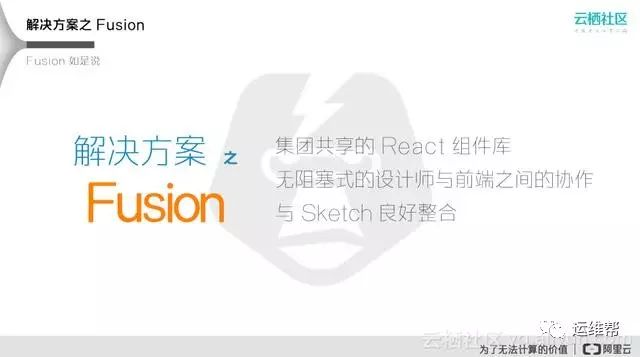 解决方案之 Fusion
云栖社区
Fusion 如是说
解决方案 之
Fusion
集团共享的 React 组件库
无阻塞式的设计师与前端之间的协作
与 Sketch 良好整合
运维帮
云栖社区
为了无法计算的价值 | 阿里云